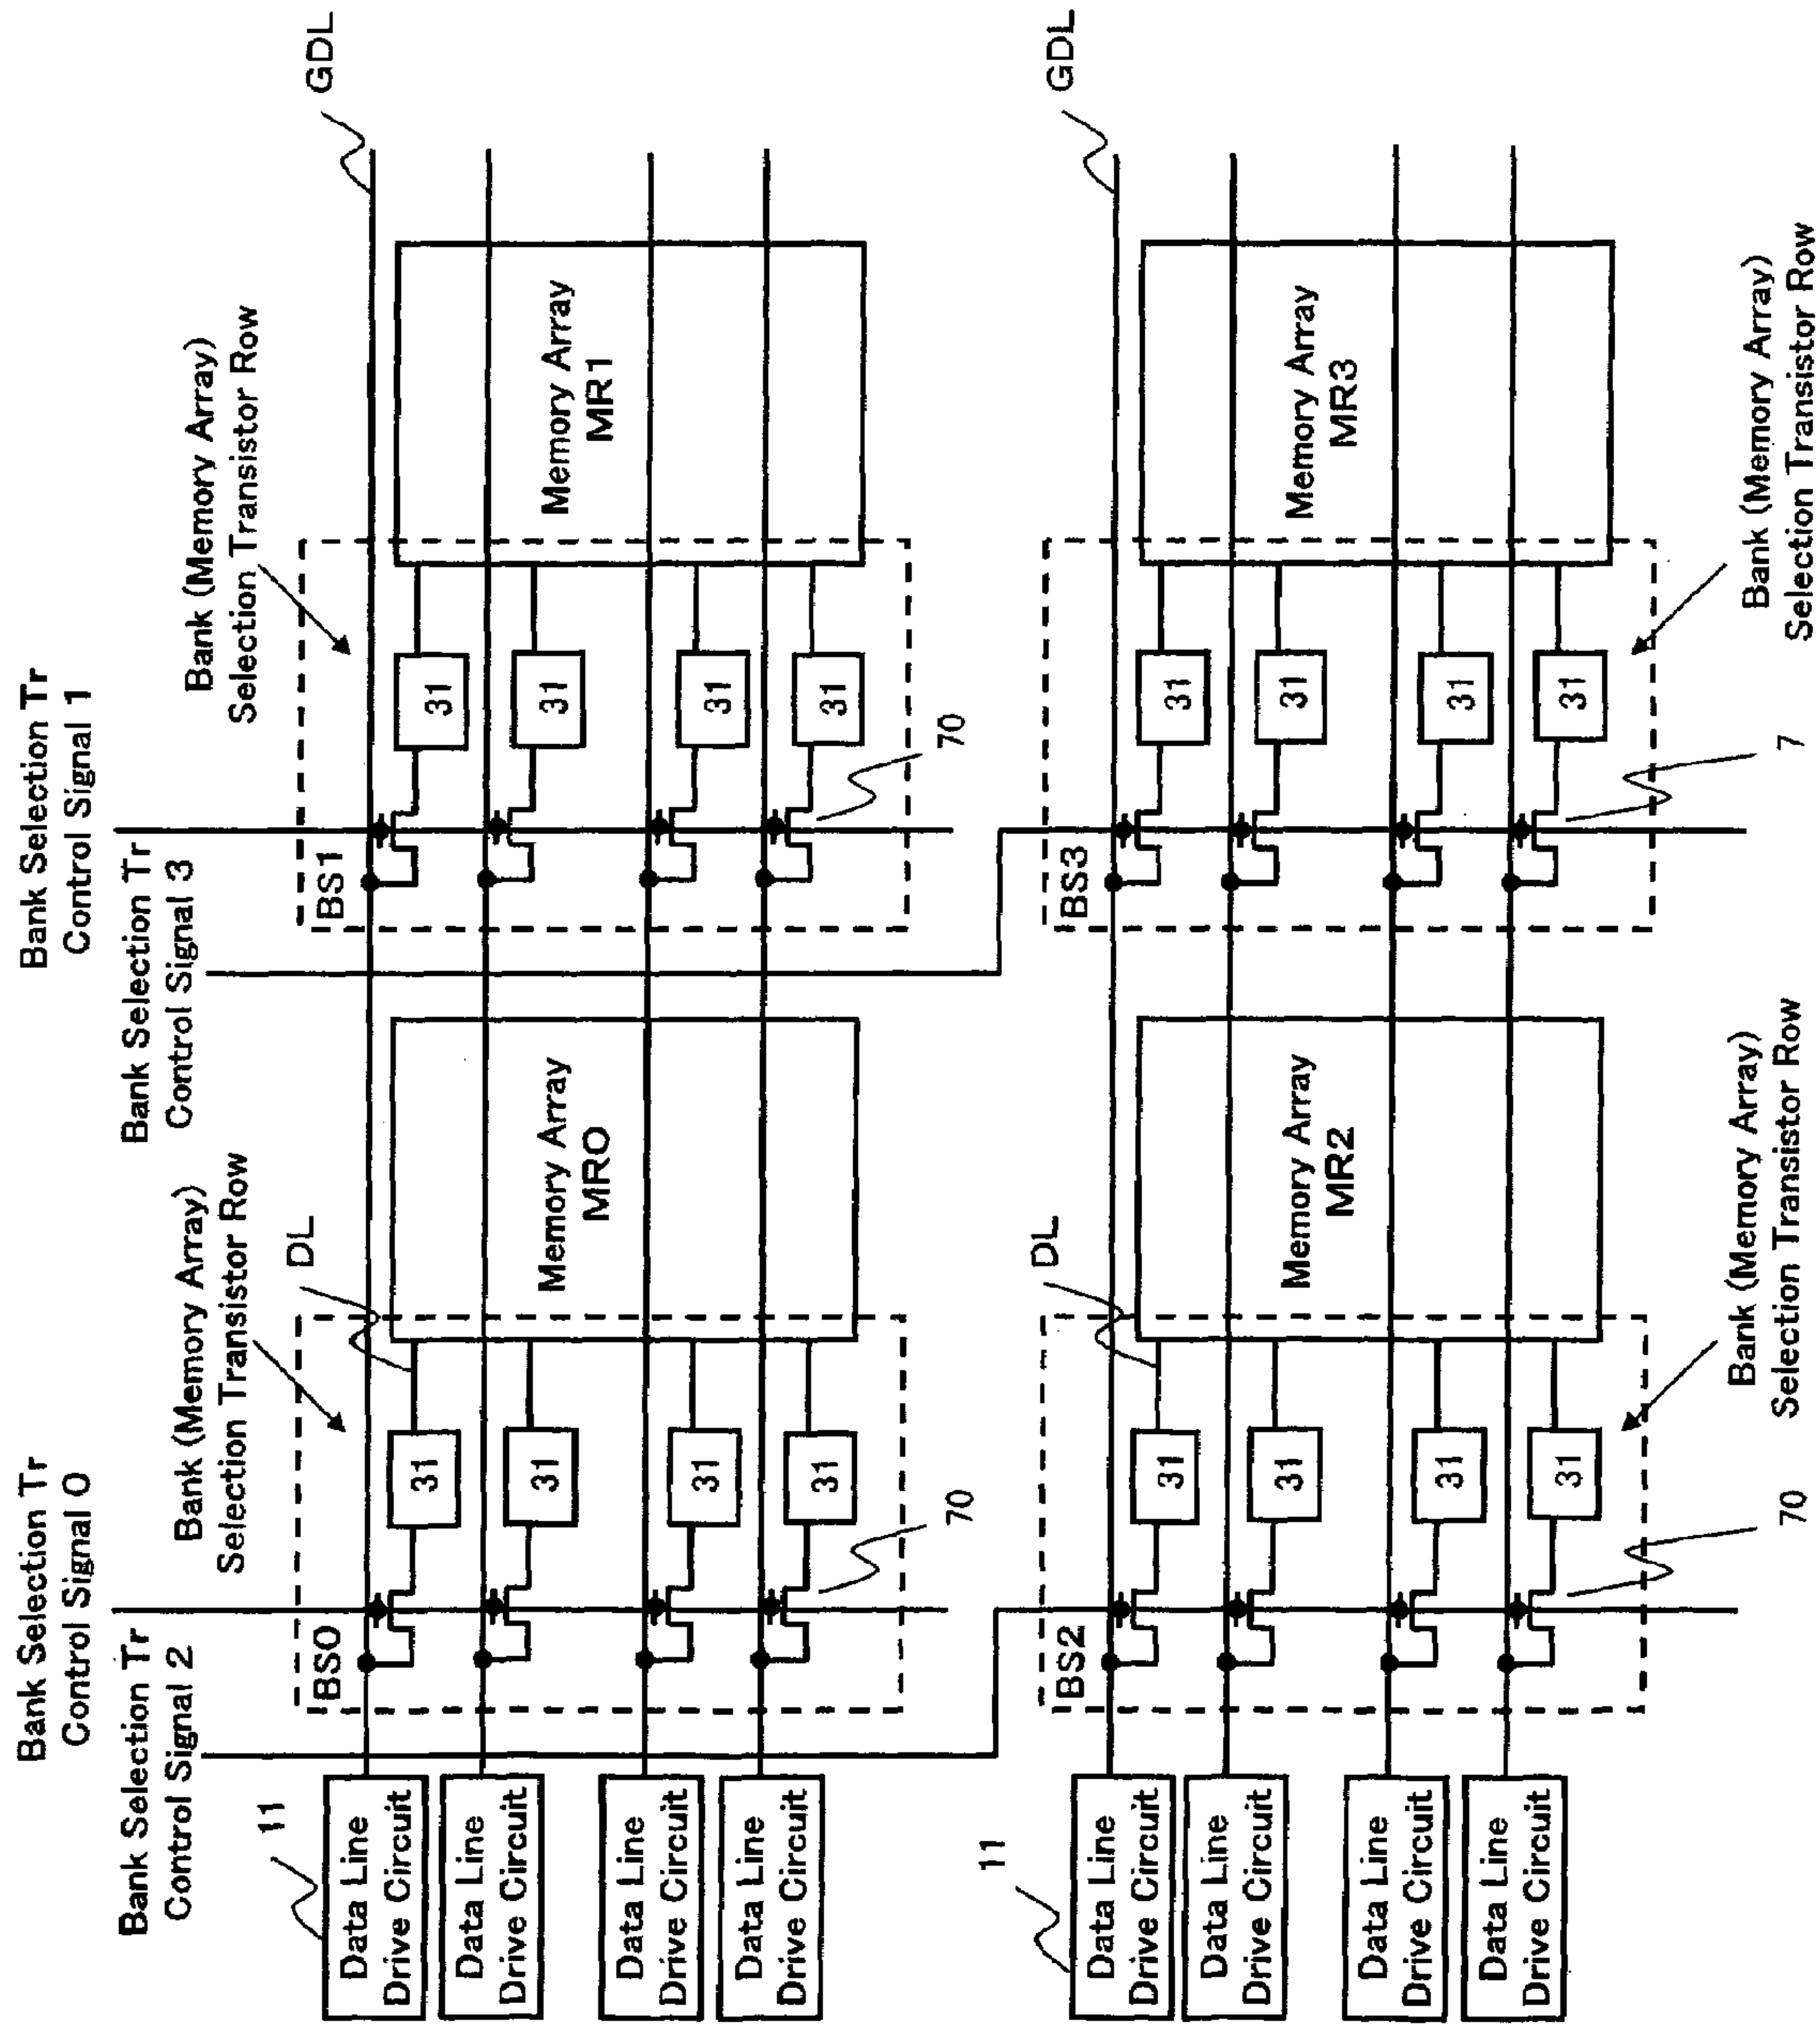 Bank Selection Tr
Control Signal 0
Bank Selection Tr
Control Signal 2
Bank Selection Tr
Control Signal 1
Bank Selection Tr
Control Signal 3
Bank (Memory Array)
Selection Transistor Row
Bank (Memory Array)
Selection Transistor Row
11
DL
GDL
BS0
BS1
Data Line
Drive Circuit
31
31
Data Line
Drive Circuit
31
31
Memory Array
MR0
Memory Array
MR1
Data Line
Drive Circuit
31
31
Data Line
Drive Circuit
31
31
70
70
11
DL
GDL
BS2
BS3
Data Line
Drive Circuit
31
31
Data Line
Drive Circuit
31
31
Memory Array
MR2
Memory Array
MR3
Data Line
Drive Circuit
31
31
Data Line
Drive Circuit
31
31
70
7
Bank (Memory Array)
Selection Transistor Row
Bank (Memory Array)
Selection Transistor Row